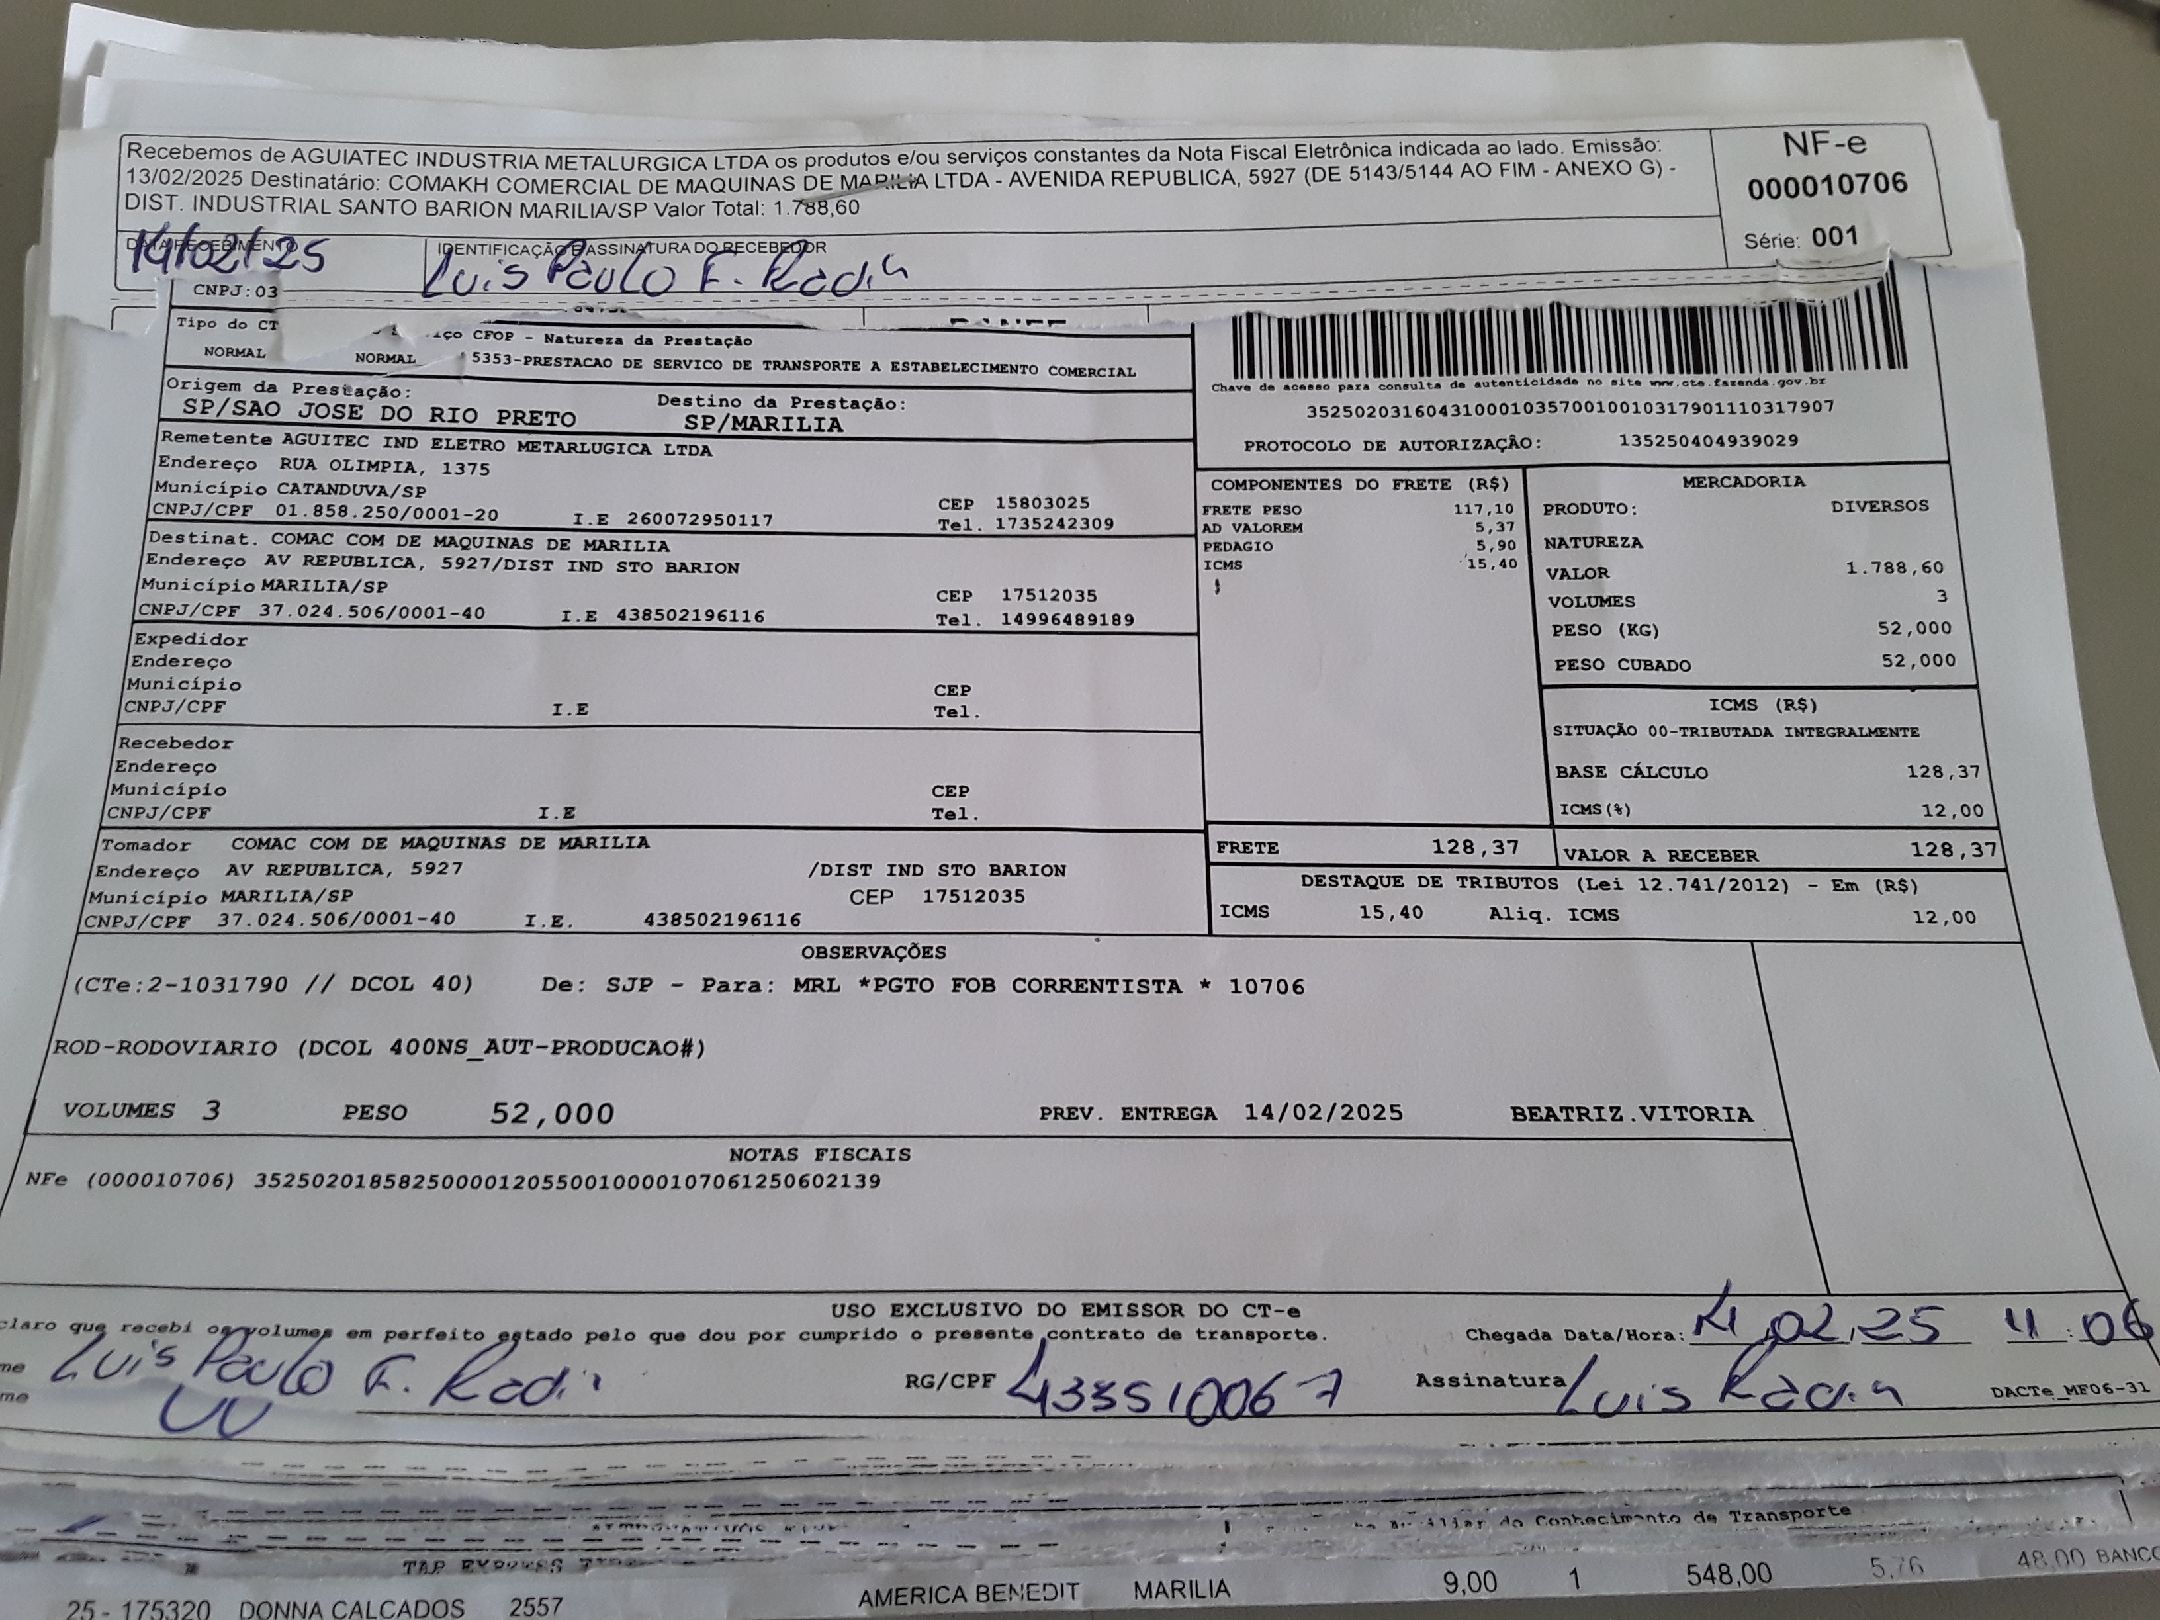 Recebemos de AGUIATEC INDUSTRIA METALURGICA LTDA os produtos e/ou serviços constantes da Nota Fiscal Eletrônica indicada ao lado. Emissão:
13/02/2025 Destinatário: COMAKH COMERCIAL DE MAQUINAS DE MARILIA LTDA - AVENIDA REPUBLICA, 5927 (DE 5143/5144 AO FIM - ANEXO G) -
DIST. INDUSTRIAL SANTO BARION MARILIA/SP Valor Total: 1.788,60
NF-e
000010706
Série: 001
DATA RECEBIMENTO
14/02/25
IDENTIFICAÇÃO E ASSINATURA DO RECEBEDOR
Luis Paulo F. Radin
CNPJ:03
Tipo do CT
NORMAL
CFOP - Natureza da Prestação
NORMAL 5353-PRESTACAO DE SERVICO DE TRANSPORTE A ESTABELECIMENTO COMERCIAL
Chave de acesso para consulta de autenticidade no site www.cte.fazenda.gov.br
35250203160431000103570010010317901110317907
PROTOCOLO DE AUTORIZAÇÃO: 135250404939029
Origem da Prestação: Destino da Prestação:
SP/SAO JOSE DO RIO PRETO SP/MARILIA
Remetente AGUITEC IND ELETRO METARLUGICA LTDA
Endereço RUA OLIMPIA, 1375
Município CATANDUVA/SP CEP 15803025
CNPJ/CPF 01.858.250/0001-20 I.E 260072950117 Tel. 1735242309
Destinat. COMAC COM DE MAQUINAS DE MARILIA
Endereço AV REPUBLICA, 5927/DIST IND STO BARION
Município MARILIA/SP CEP 17512035
CNPJ/CPF 37.024.506/0001-40 I.E 438502196116 Tel. 14996489189
Expedidor
Endereço
Município CEP
CNPJ/CPF I.E Tel.
Recebedor
Endereço
Município CEP
CNPJ/CPF I.E Tel.
Tomador COMAC COM DE MAQUINAS DE MARILIA
Endereço AV REPUBLICA, 5927 /DIST IND STO BARION
Município MARILIA/SP CEP 17512035
CNPJ/CPF 37.024.506/0001-40 I.E. 438502196116
COMPONENTES DO FRETE (R$)
FRETE PESO 117,10
AD VALOREM 5,37
PEDAGIO 5,90
ICMS 15,40
MERCADORIA
PRODUTO: DIVERSOS
NATUREZA
VALOR 1.788,60
VOLUMES 3
PESO (KG) 52,000
PESO CUBADO 52,000
ICMS (R$)
SITUAÇÃO 00-TRIBUTADA INTEGRALMENTE
BASE CÁLCULO 128,37
ICMS(%) 12,00
FRETE 128,37 VALOR A RECEBER 128,37
DESTAQUE DE TRIBUTOS (Lei 12.741/2012) - Em (R$)
ICMS 15,40 Aliq. ICMS 12,00
OBSERVAÇÕES
(CTe:2-1031790 // DCOL 40) De: SJP - Para: MRL *PGTO FOB CORRENTISTA * 10706
ROD-RODOVIARIO (DCOL 400NS_AUT-PRODUCAO#)
VOLUMES 3 PESO 52,000 PREV. ENTREGA 14/02/2025 BEATRIZ.VITORIA
NOTAS FISCAIS
NFe (000010706) 35250201858250000120550010000107061250602139
USO EXCLUSIVO DO EMISSOR DO CT-e
claro que recebi os volumes em perfeito estado pelo que dou por cumprido o presente contrato de transporte.
Chegada Data/Hora: 14 02 25 11:06
me Luis Paulo F. Radin RG/CPF 433510067 Assinatura Luis Radin
me
DACTe_MF06-31
do Conhecimento de Transporte
TAP EXPRESS
AMERICA BENEDIT MARILIA 9,00 1 548,00 5,76 48,00 BANCO
25 - 175320 DONNA CALCADOS 2557